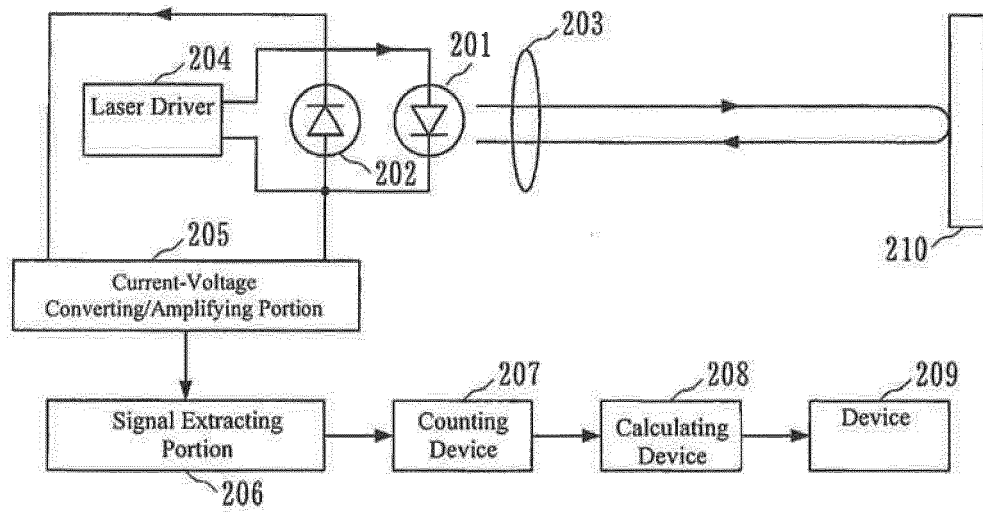 201
203
204
Laser Driver
202
205
210
Current-Voltage
Converting/Amplifying Portion
207
208
209
Signal Extracting
Portion
Counting
Device
Calculating
Device
Device
206